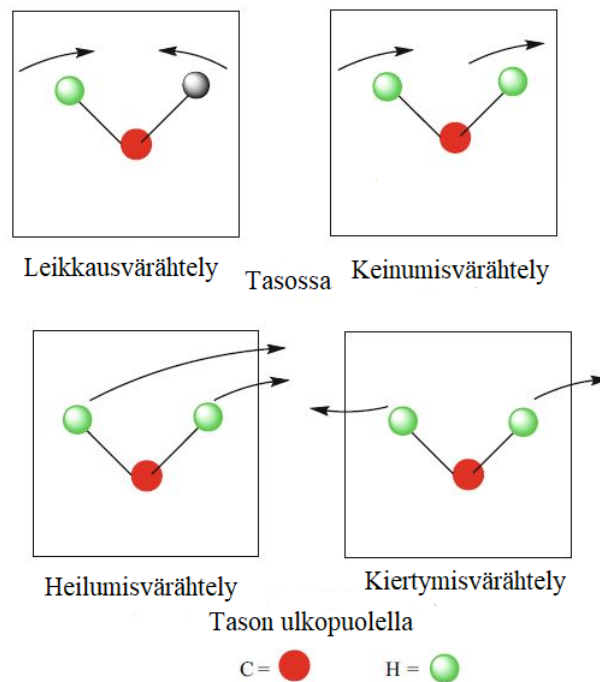 Leikkausvärähtely
Tasossa
Keinumisvärähtely
Heilumisvärähtely
Kiertymisvärähtely
Tason ulkopuolella
C =
H =